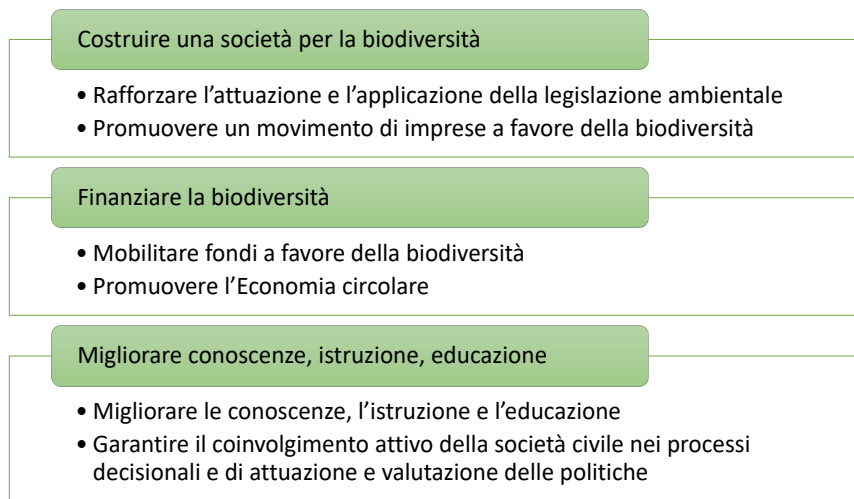 Costruire una società per la biodiversità
• Rafforzare l’attuazione e l’applicazione della legislazione ambientale
• Promuovere un movimento di imprese a favore della biodiversità
Finanziare la biodiversità
• Mobilitare fondi a favore della biodiversità
• Promuovere l’Economia circolare
Migliorare conoscenze, istruzione, educazione
• Migliorare le conoscenze, l’istruzione e l’educazione
• Garantire il coinvolgimento attivo della società civile nei processi
decisionali e di attuazione e valutazione delle politiche